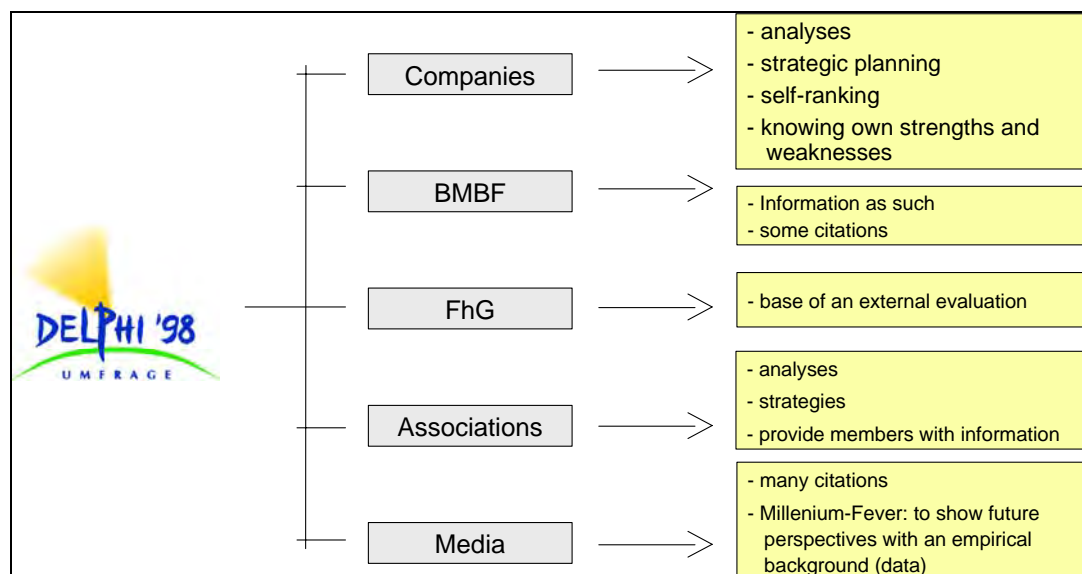 DELPHI '98
UMFRAGE
Companies
- analyses
- strategic planning
- self-ranking
- knowing own strengths and
weaknesses
BMBF
- Information as such
- some citations
FhG
- base of an external evaluation
Associations
- analyses
- strategies
- provide members with information
Media
- many citations
- Millenium-Fever: to show future
perspectives with an empirical
background (data)